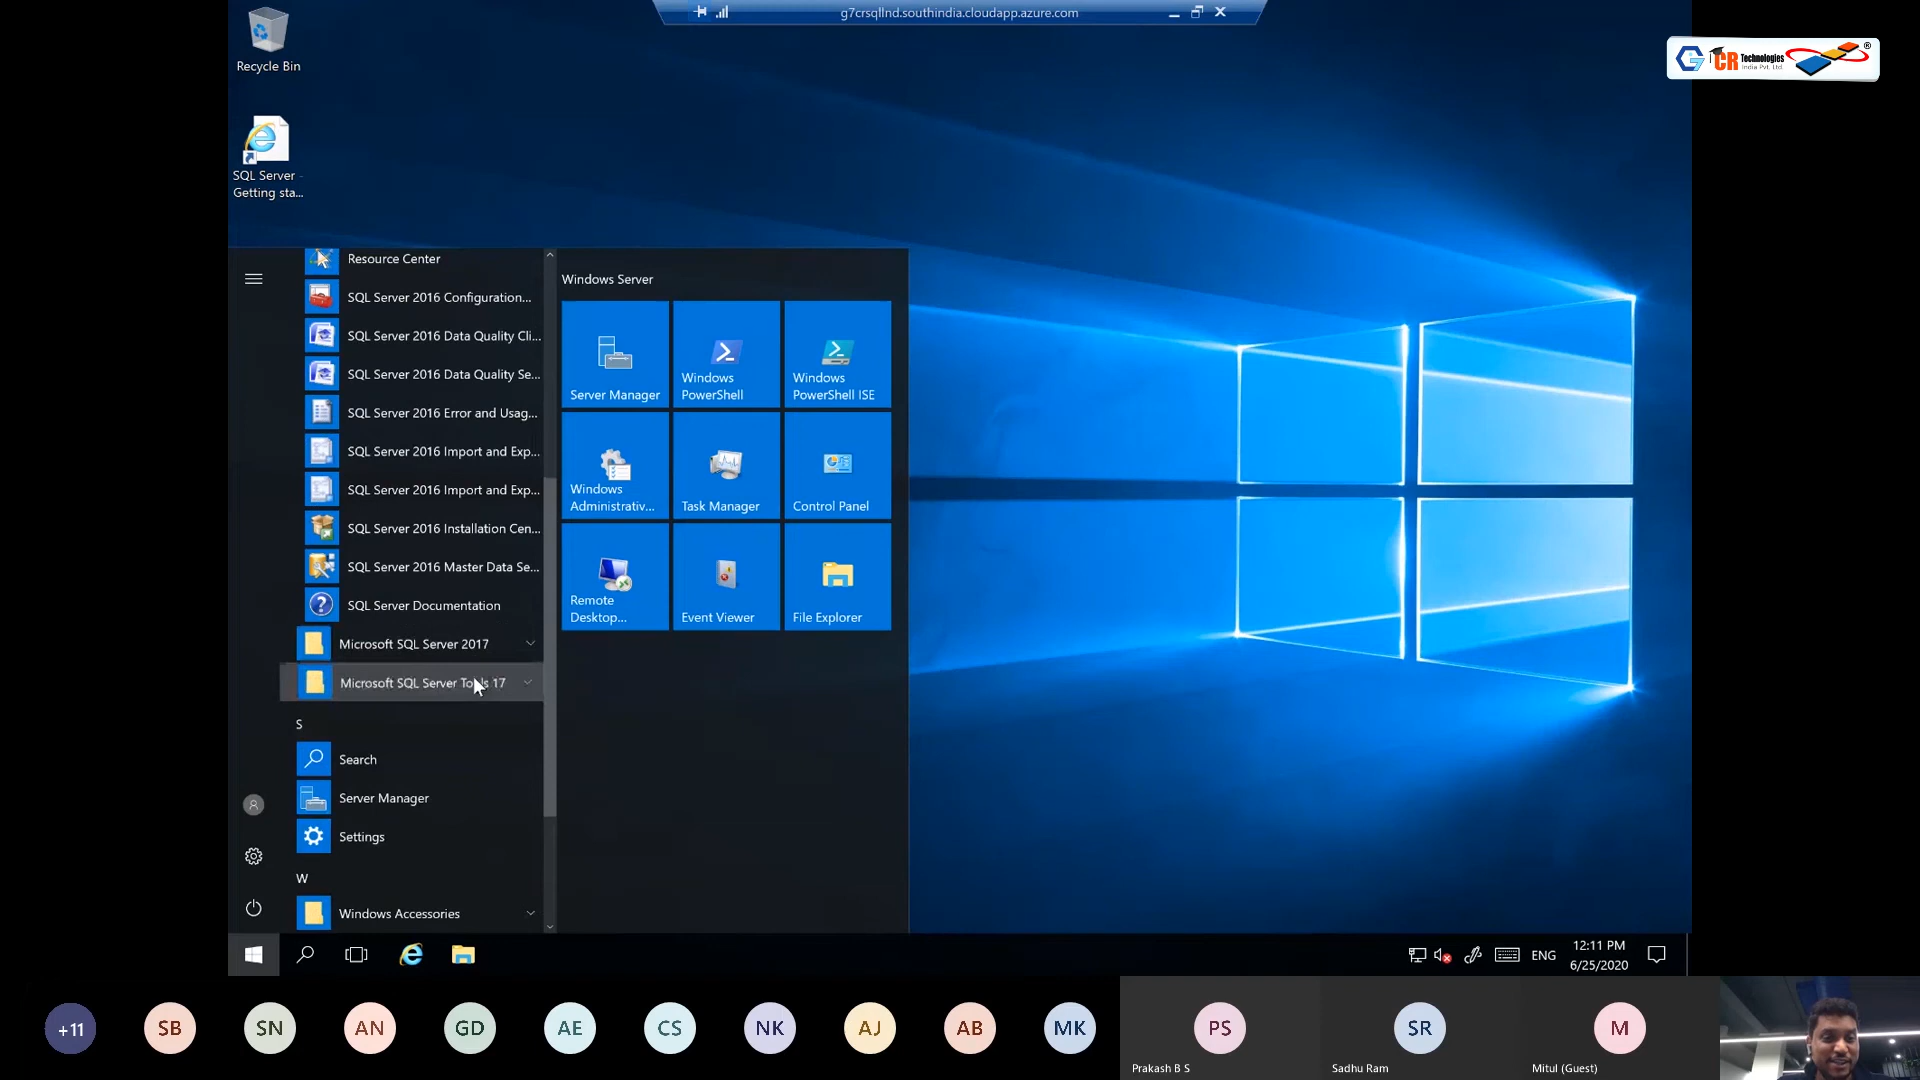 g7crsqllnd.southindia.cloudapp.azure.com
G7 CR Technologies ®
India Pvt. Ltd.
Recycle Bin
SQL Server -
Getting sta...
Resource Center
SQL Server 2016 Configuration...
SQL Server 2016 Data Quality Cli...
SQL Server 2016 Data Quality Se...
SQL Server 2016 Error and Usag...
SQL Server 2016 Import and Exp...
SQL Server 2016 Import and Exp...
SQL Server 2016 Installation Cen...
SQL Server 2016 Master Data Se...
SQL Server Documentation
Microsoft SQL Server 2017
Microsoft SQL Server Tools 17
S
Search
Server Manager
Settings
W
Windows Accessories
Windows Server
Server Manager
Windows
PowerShell
Windows
PowerShell ISE
Windows
Administrativ...
Task Manager
Control Panel
Remote
Desktop...
Event Viewer
File Explorer
ENG
12:11 PM
6/25/2020
+11
SB
SN
AN
GD
AE
CS
NK
AJ
AB
MK
PS
Prakash B S
SR
Sadhu Ram
M
Mitul (Guest)